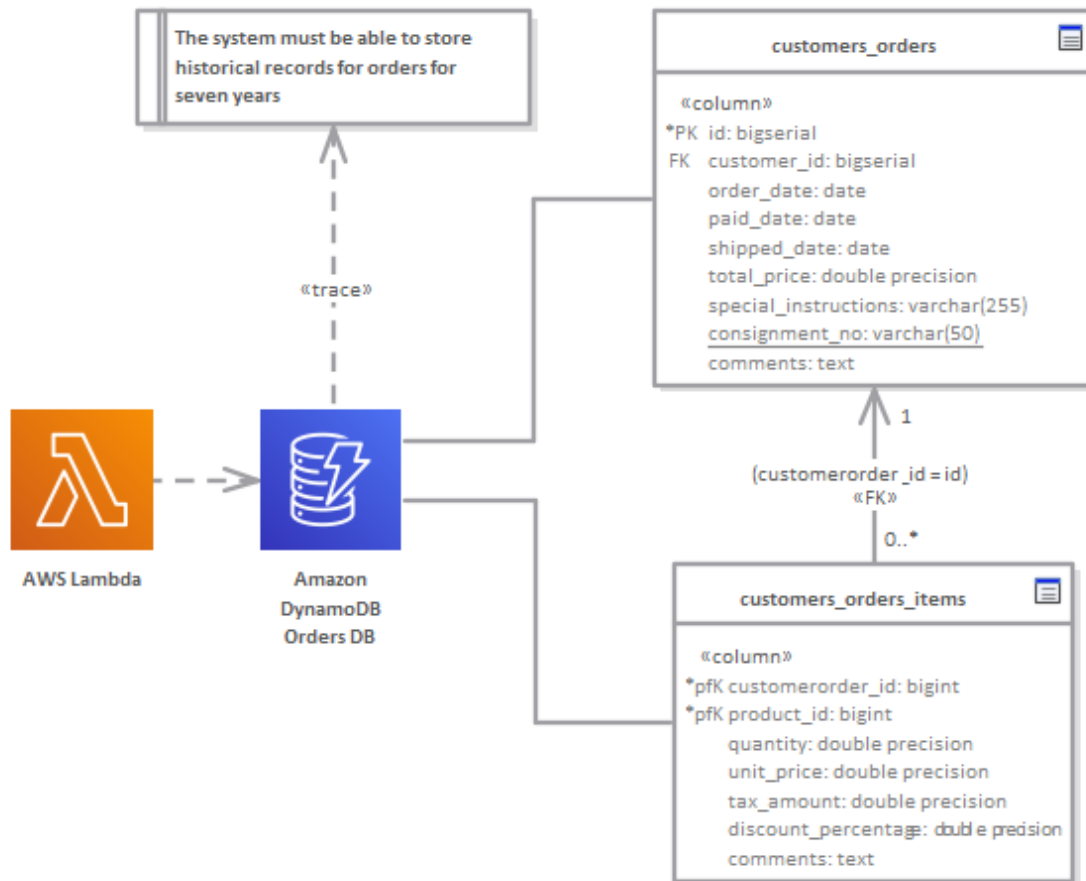 The system must be able to store
historical records for orders for
seven years
customers_orders
«column»
*PK id: bigserial
FK customer_id: bigserial
order_date: date
paid_date: date
shipped_date: date
total_price: double precision
special_instructions: varchar(255)
consignment_no: varchar(50)
comments: text
«trace»
1
(customerorder_id = id)
«FK»
0..*
AWS Lambda
Amazon
DynamoDB
Orders DB
customers_orders_items
«column»
*pfK customerorder_id: bigint
*pfK product_id: bigint
quantity: double precision
unit_price: double precision
tax_amount: double precision
discount_percentage: double precision
comments: text